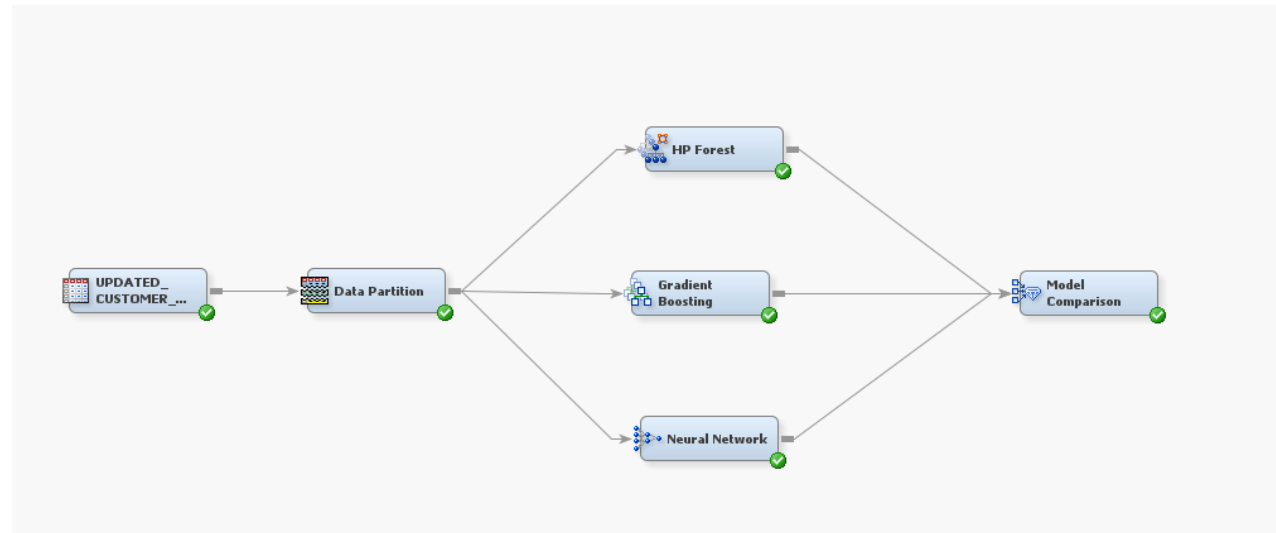 UPDATED_
CUSTOMER_...
Data Partition
HP Forest
Gradient
Boosting
Neural Network
Model
Comparison